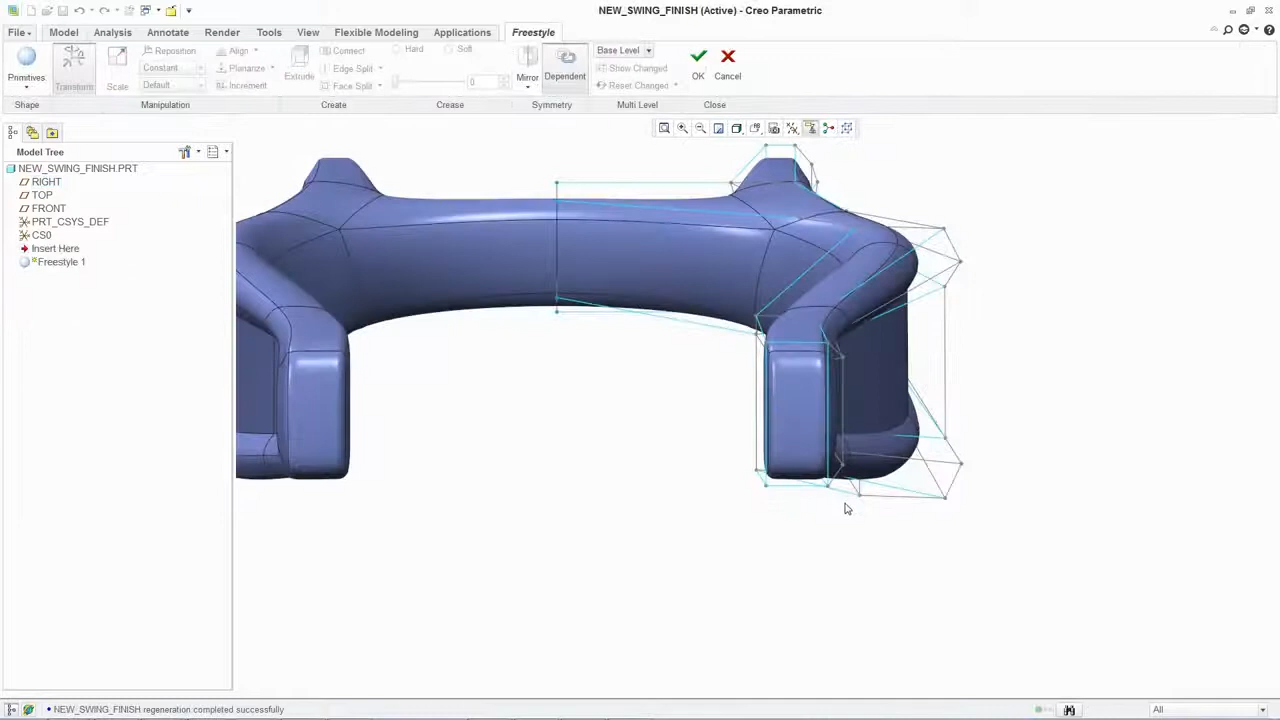 NEW_SWING_FINISH (Active) - Creo Parametric
File Model Analysis Annotate Render Tools View Flexible Modeling Applications Freestyle
Primitives Transform Scale Reposition Constant Default Align Planarize Increment Extrude Connect Edge Split Face Split Hard Soft 0 Mirror Dependent Base Level Show Changed Reset Changed OK Cancel
Shape Manipulation Create Crease Symmetry Multi Level Close
Model Tree
NEW_SWING_FINISH.PRT
RIGHT
TOP
FRONT
PRT_CSYS_DEF
CS0
Insert Here
*Freestyle 1
• NEW_SWING_FINISH regeneration completed successfully
All